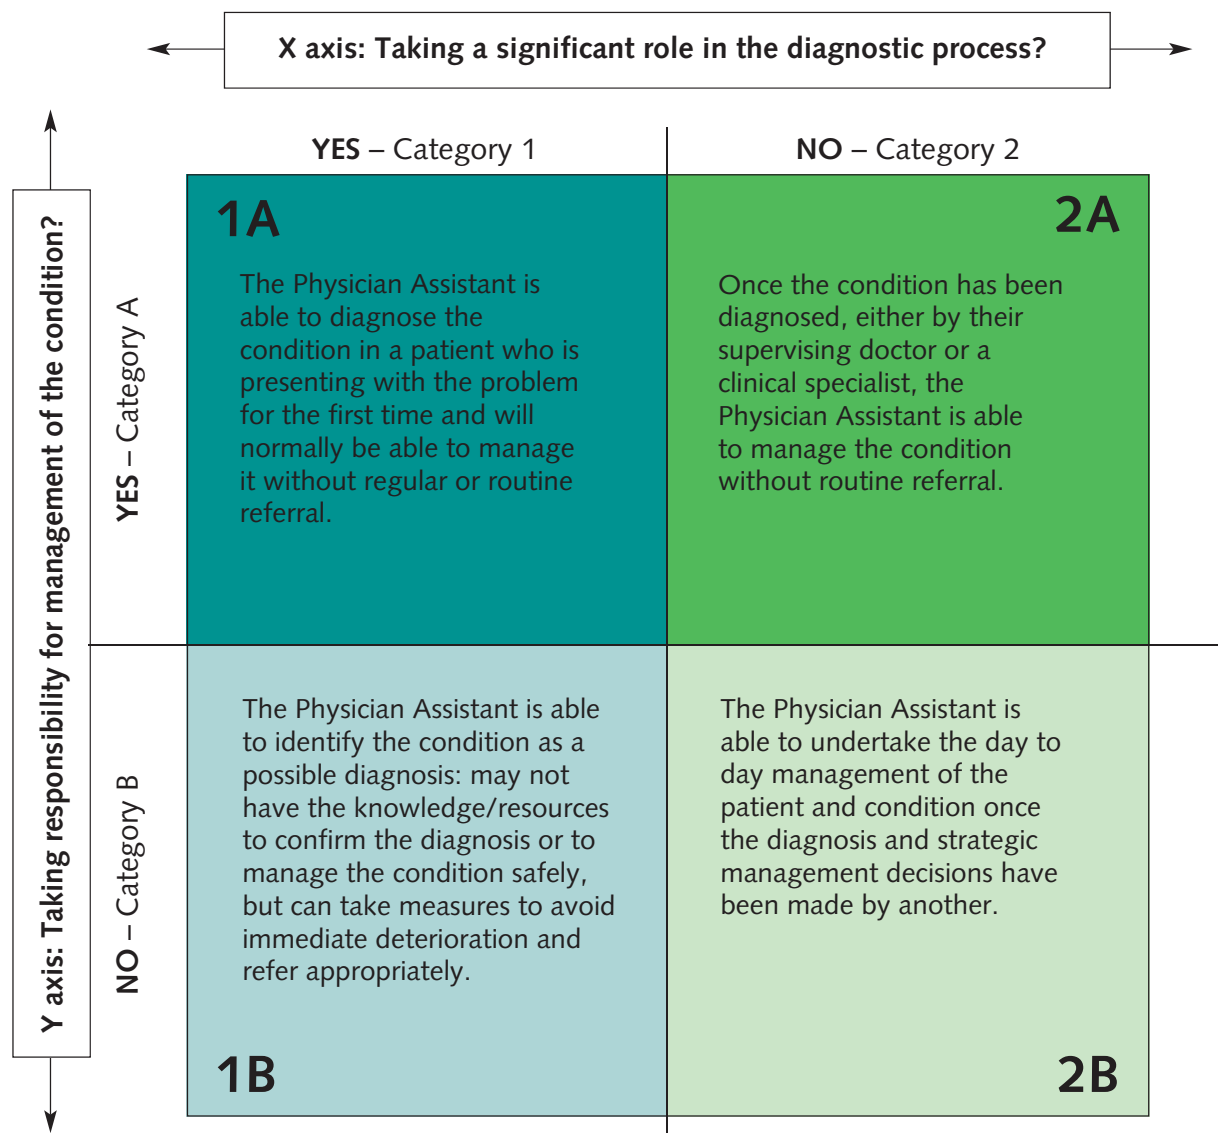 X axis: Taking a significant role in the diagnostic process?
Y axis: Taking responsibility for management of the condition?
YES – Category 1
NO – Category 2
YES – Category A
1A
The Physician Assistant is
able to diagnose the
condition in a patient who is
presenting with the problem
for the first time and will
normally be able to manage
it without regular or routine
referral.
2A
Once the condition has been
diagnosed, either by their
supervising doctor or a
clinical specialist, the
Physician Assistant is able
to manage the condition
without routine referral.
NO – Category B
The Physician Assistant is able
to identify the condition as a
possible diagnosis: may not
have the knowledge/resources
to confirm the diagnosis or to
manage the condition safely,
but can take measures to avoid
immediate deterioration and
refer appropriately.
1B
The Physician Assistant is
able to undertake the day to
day management of the
patient and condition once
the diagnosis and strategic
management decisions have
been made by another.
2B